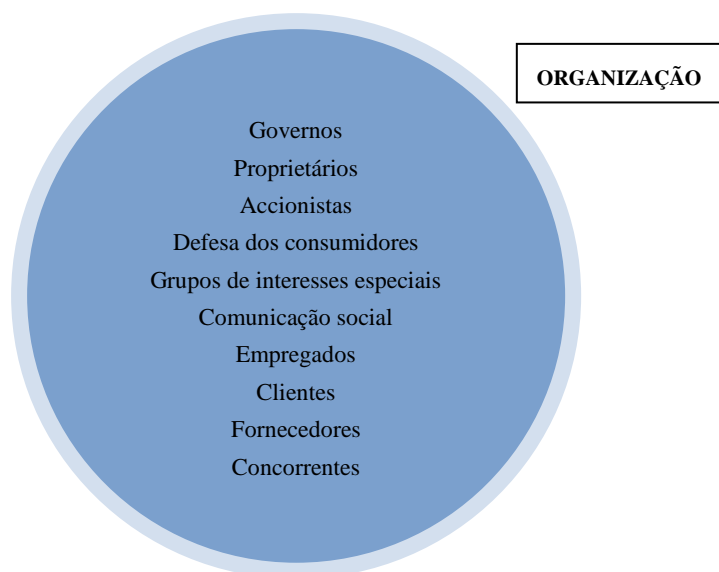 ORGANIZAÇÃO
Governos
Proprietários
Accionistas
Defesa dos consumidores
Grupos de interesses especiais
Comunicação social
Empregados
Clientes
Fornecedores
Concorrentes